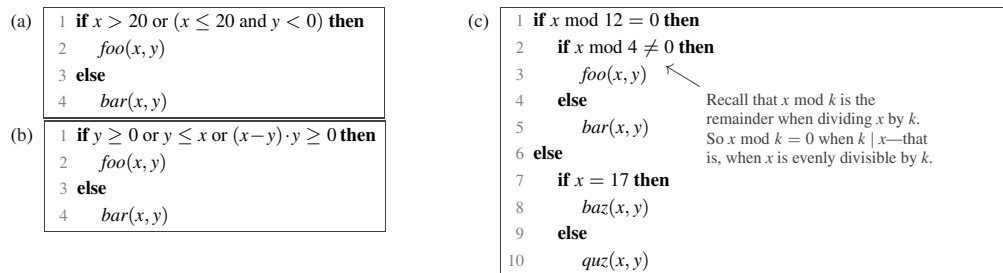 (a)
1 if x > 20 or (x ≤ 20 and y < 0) then
2 foo(x, y)
3 else
4 bar(x, y)
(b)
1 if y ≥ 0 or y ≤ x or (x−y)·y ≥ 0 then
2 foo(x, y)
3 else
4 bar(x, y)
(c)
1 if x mod 12 = 0 then
2 if x mod 4 ≠ 0 then
3 foo(x, y)
4 else
5 bar(x, y)
6 else
7 if x = 17 then
8 baz(x, y)
9 else
10 quz(x, y)
Recall that x mod k is the
remainder when dividing x by k.
So x mod k = 0 when k | x—that
is, when x is evenly divisible by k.